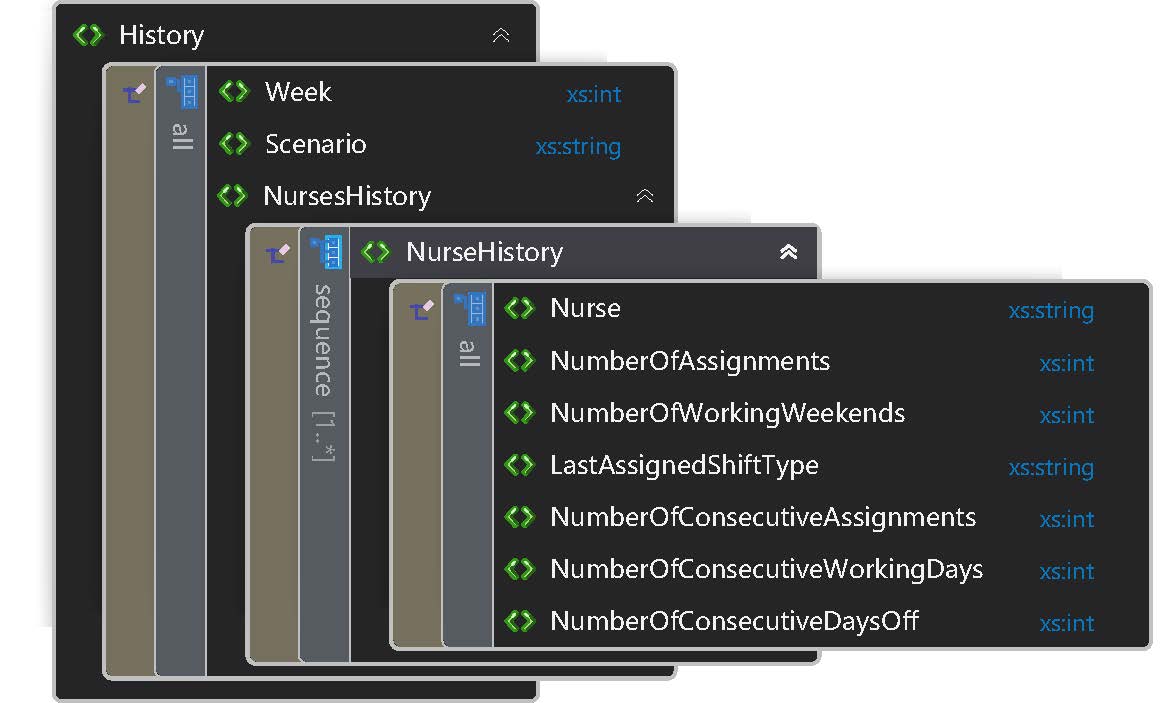 History
Week xs:int
all
Scenario xs:string
NursesHistory
NurseHistory
sequence [1..*]
Nurse xs:string
all
NumberOfAssignments xs:int
NumberOfWorkingWeekends xs:int
LastAssignedShiftType xs:string
NumberOfConsecutiveAssignments xs:int
NumberOfConsecutiveWorkingDays xs:int
NumberOfConsecutiveDaysOff xs:int